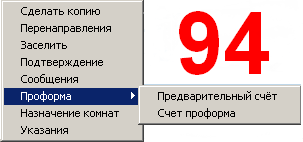 Сделать копию
Перенаправления
Заселить
Подтверждение
Сообщения
Проформа
Назначение комнат
Указания
94
Предварительный счёт
Счет проформа